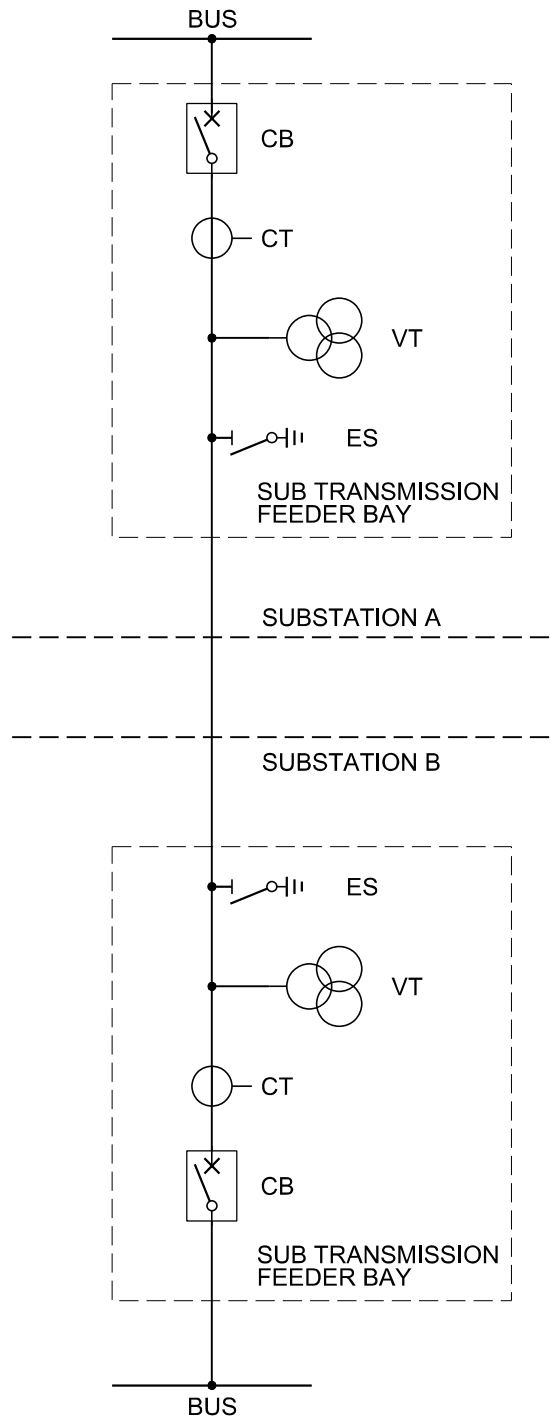 BUS
CB
CT
VT
ES
SUB TRANSMISSION
FEEDER BAY
SUBSTATION A
SUBSTATION B
ES
VT
CT
CB
SUB TRANSMISSION
FEEDER BAY
BUS